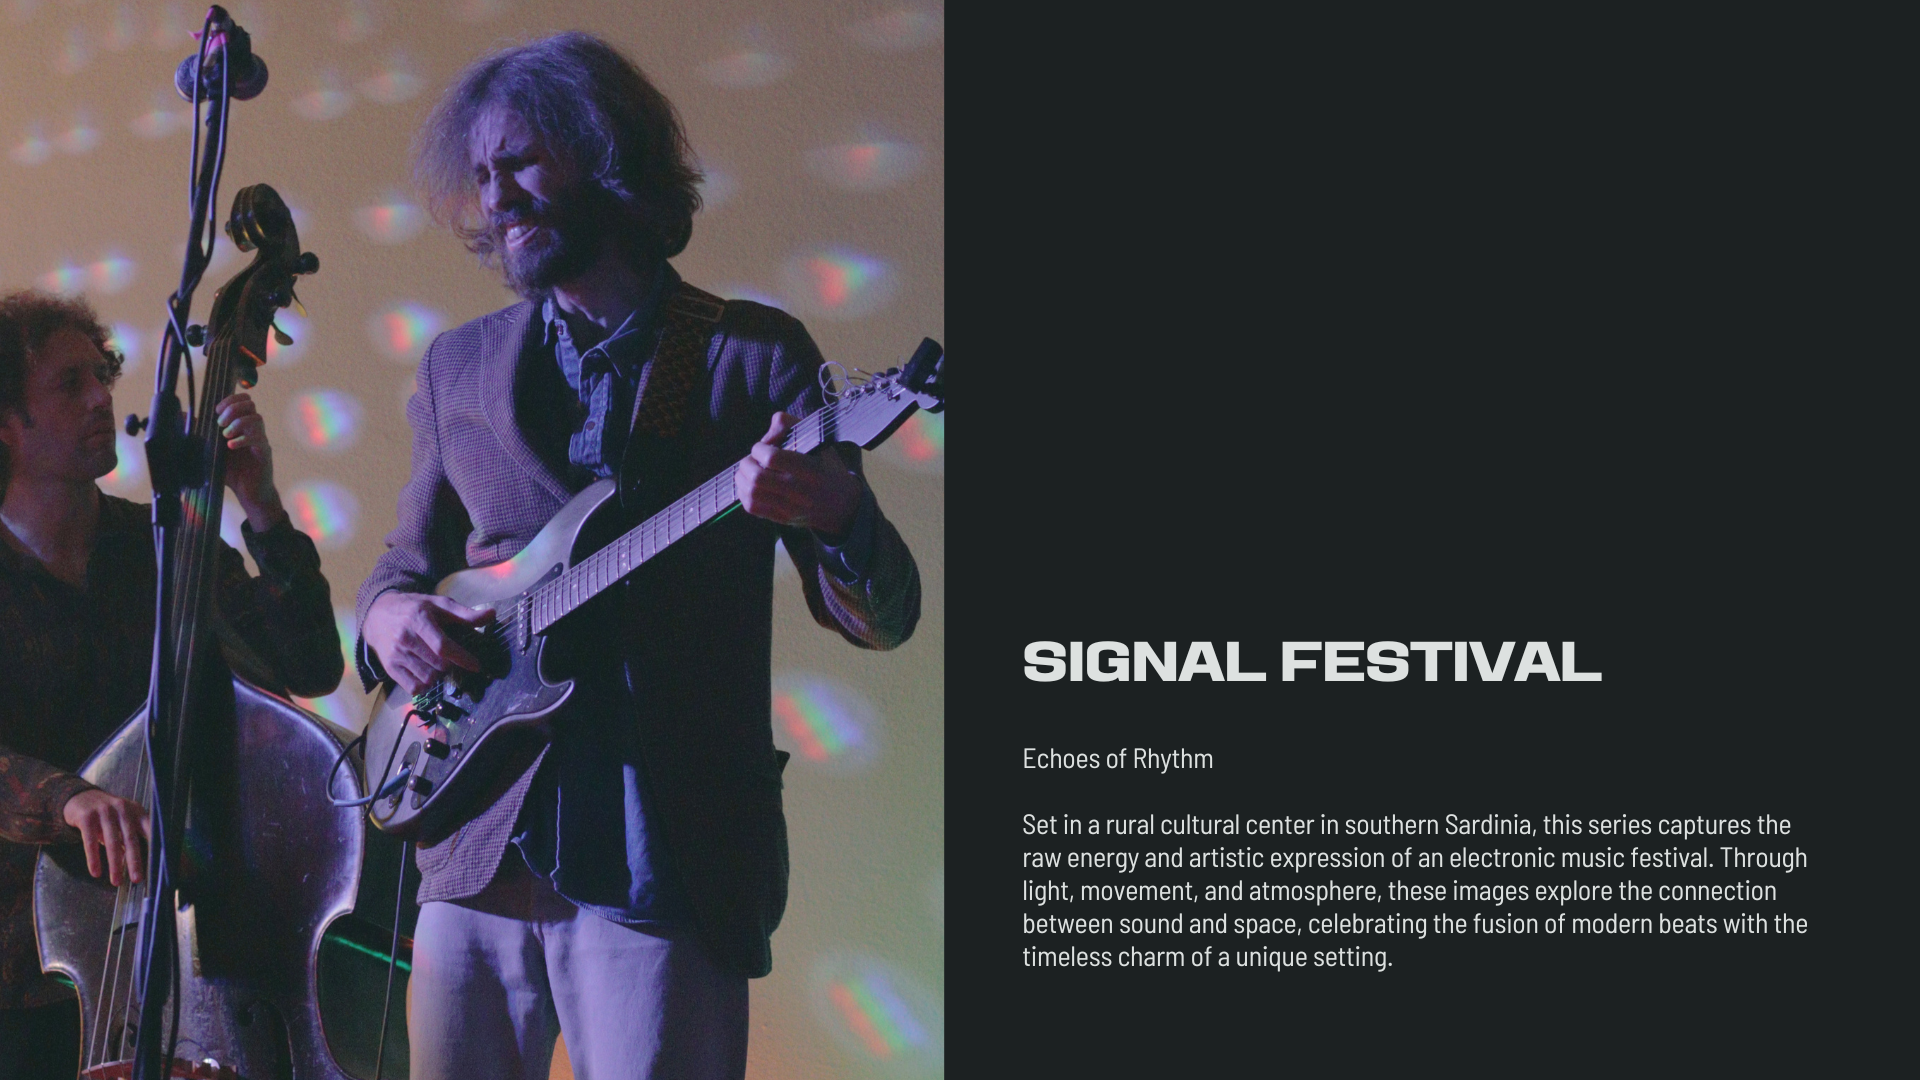 SIGNAL FESTIVAL
Echoes of Rhythm
Set in a rural cultural center in southern Sardinia, this series captures the
raw energy and artistic expression of an electronic music festival. Through
light, movement, and atmosphere, these images explore the connection
between sound and space, celebrating the fusion of modern beats with the
timeless charm of a unique setting.